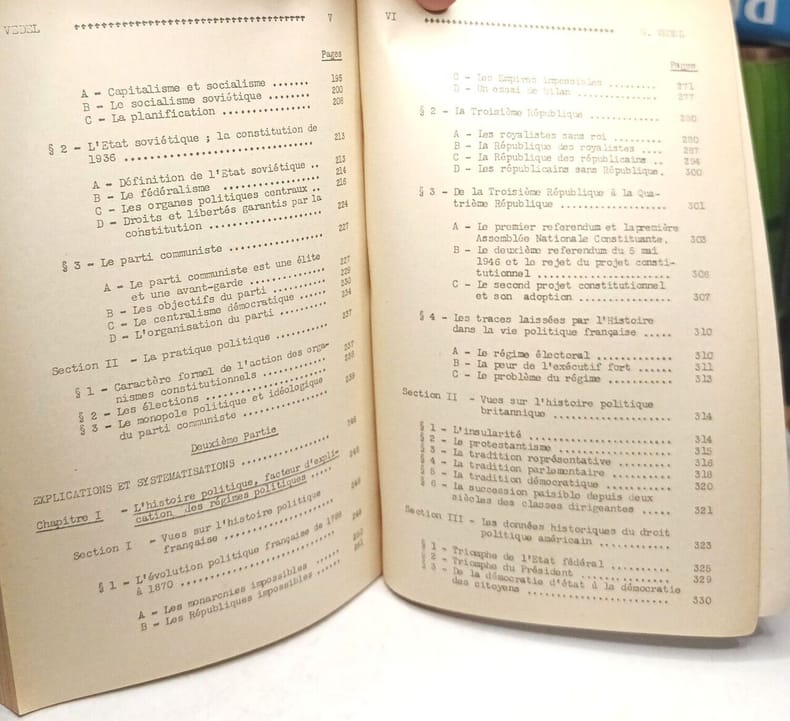 VEDEL V
Pages
A - Capitalisme et socialisme ....... 195
B - Le socialisme soviétique ........ 200
C - La planification ................ 206
§ 2 - L'Etat soviétique ; la constitution de
1936 .............................. 213
A - Définition de l'Etat soviétique .. 213
B - Le fédéralisme ................ 214
C - Les organes politiques centraux .. 216
D - Droits et libertés garantis par la
constitution ................... 224
§ 3 - Le parti communiste ............... 227
A - Le parti communiste est une élite
et une avant-garde ............. 227
B - Les objectifs du parti ........... 229
C - Le centralisme démocratique ...... 230
D - L'organisation du parti .......... 234
Section II - La pratique politique ........... 237
§ 1 - Caractère formel de l'action des orga-
nismes constitutionnels ............ 237
§ 2 - Les élections ..................... 238
§ 3 - Le monopole politique et idéologique
du parti communiste ............... 239
Deuxième Partie
EXPLICATIONS ET SYSTEMATISATIONS ..............
Chapitre I - L'histoire politique, facteur d'expli-
cation des régimes politiques .....
Section I - Vues sur l'histoire politique
française ....................
§ 1 - L'évolution politique française de 1789
à 1870 .........................
A - Les monarchies impossibles ......
B - Les Républiques impossibles .....
VI G. VEDEL
Pages
C - Les Empires impossibles ......... 271
D - Un essai de bilan ............... 277
§ 2 - La Troisième République ............ 280
A - Les royalistes sans roi ......... 280
B - La République des royalistes .... 287
C - La République des républicains .. 294
D - Les républicains sans République. 300
§ 3 - De la Troisième République à la Qua-
trième République .................. 301
A - Le premier referendum et lapremière
Assemblée Nationale Constituante. 303
B - Le deuxième referendum du 5 mai
1946 et le rejet du projet consti-
tutionnel ....................... 306
C - Le second projet constitutionnel
et son adoption ................. 307
§ 4 - Les traces laissées par l'Histoire
dans la vie politique française ..... 310
A - Le régime électoral ............. 310
B - La peur de l'exécutif fort ...... 311
C - Le problème du régime ........... 313
Section II - Vues sur l'histoire politique
britannique .................... 314
§ 1 - L'insularité ...................... 314
§ 2 - Le protestantisme ................. 315
§ 3 - La tradition représentative ........ 316
§ 4 - La tradition parlementaire ......... 318
§ 5 - La tradition démocratique .......... 320
§ 6 - La succession paisible depuis deux
siècles des classes dirigeantes .... 321
Section III - Les données historiques du droit
politique américain ............ 323
§ 1 - Triomphe de l'Etat fédéral ......... 325
§ 2 - Triomphe du Président .............. 329
§ 3 - De la démocratie d'état à la démocratie
des citoyens ....................... 330